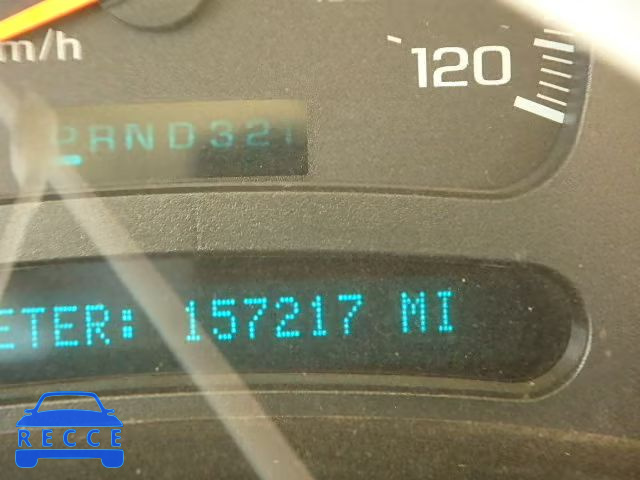 m/h
120
PRND321
ETER: 157217 MI
RECCE